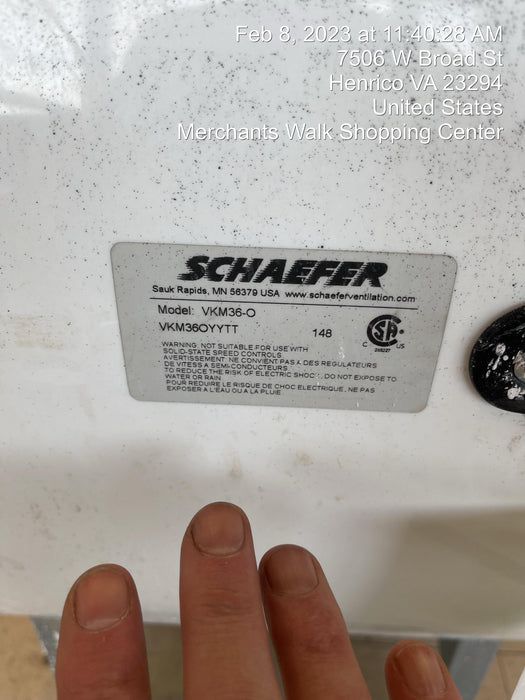 Feb 8, 2023 at 11:40:28 AM
7506 W Broad St
Henrico VA 23294
United States
Merchants Walk Shopping Center
SCHAEFER
Sauk Rapids, MN 56379 USA www.schaeferventilation.com
Model: VKM36-O
VKM36OYYTT 148
C SA US
248227
WARNING: NOT SUITABLE FOR USE WITH
SOLID-STATE SPEED CONTROLS.
AVERTISSEMENT: NE CONVIENT PAS A DES REGULATEURS
DE VITESS A SEMI-CONDUCTEURS.
TO REDUCE THE RISK OF ELECTRIC SHOCK, DO NOT EXPOSE TO
WATER OR RAIN
POUR REDUIRE LE RISQUE DE CHOC ELECTRIQUE, NE PAS
EXPOSER A L'EAU OU A LA PLUIE